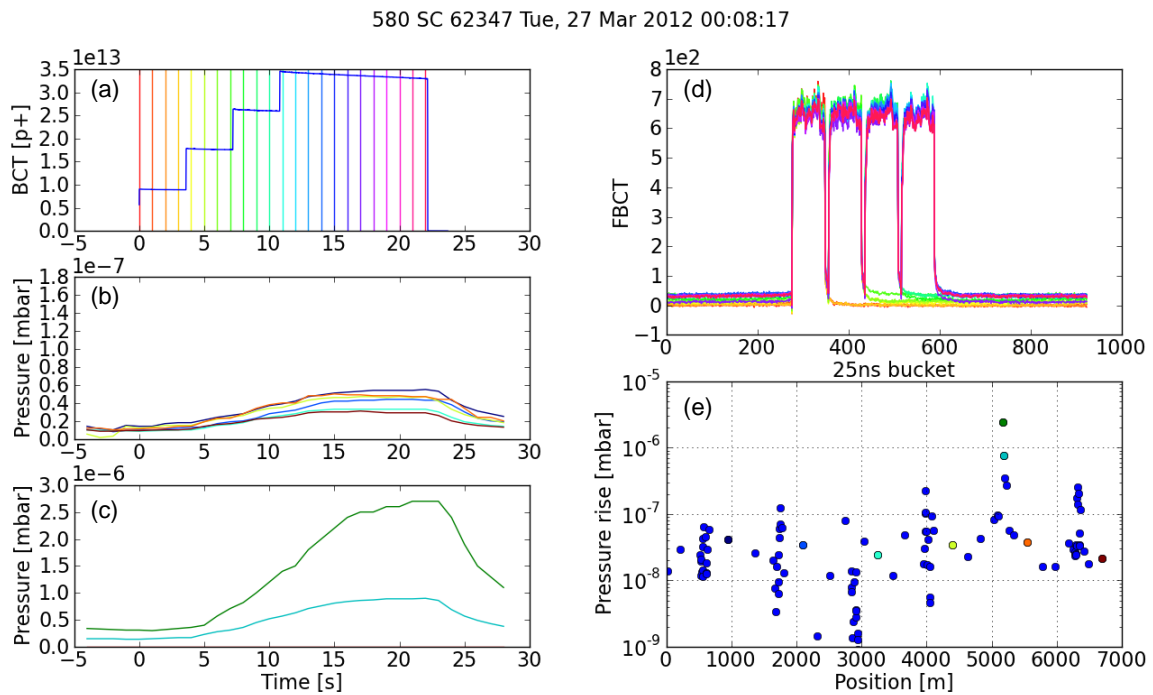 580 SC 62347 Tue, 27 Mar 2012 00:08:17
1e13
(a)
BCT [p+]
3.5
3.0
2.5
2.0
1.5
1.0
0.5
0.0
−5 0 5 10 15 20 25 30
1e−7
(b)
Pressure [mbar]
1.8
1.6
1.4
1.2
1.0
0.8
0.6
0.4
0.2
0.0
−5 0 5 10 15 20 25 30
1e−6
(c)
Pressure [mbar]
3.0
2.5
2.0
1.5
1.0
0.5
0.0
−5 0 5 10 15 20 25 30
Time [s]
1e2
(d)
FBCT
8
7
6
5
4
3
2
1
0
−1
0 200 400 600 800 1000
25ns bucket
(e)
Pressure rise [mbar]
10-5
10-6
10-7
10-8
10-9
0 1000 2000 3000 4000 5000 6000 7000
Position [m]